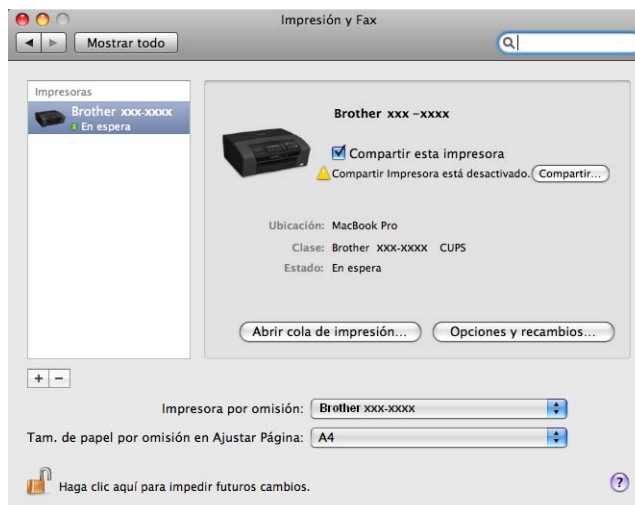 Impresión y Fax
Mostrar todo
Impresoras
Brother xxx-xxxx
En espera
Brother xxx –xxxx
Compartir esta impresora
Compartir Impresora está desactivado. Compartir...
Ubicación: MacBook Pro
Clase: Brother xxx-xxxx CUPS
Estado: En espera
Abrir cola de impresión... Opciones y recambios...
+ −
Impresora por omisión: Brother xxx-xxxx
Tam. de papel por omisión en Ajustar Página: A4
Haga clic aquí para impedir futuros cambios. ?